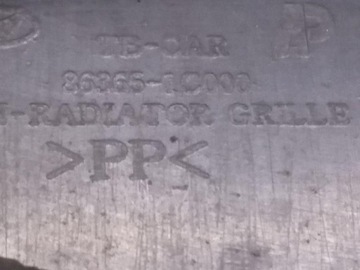 TB-CAR
86365-1C000
-RADIATOR GRILLE
>PP<